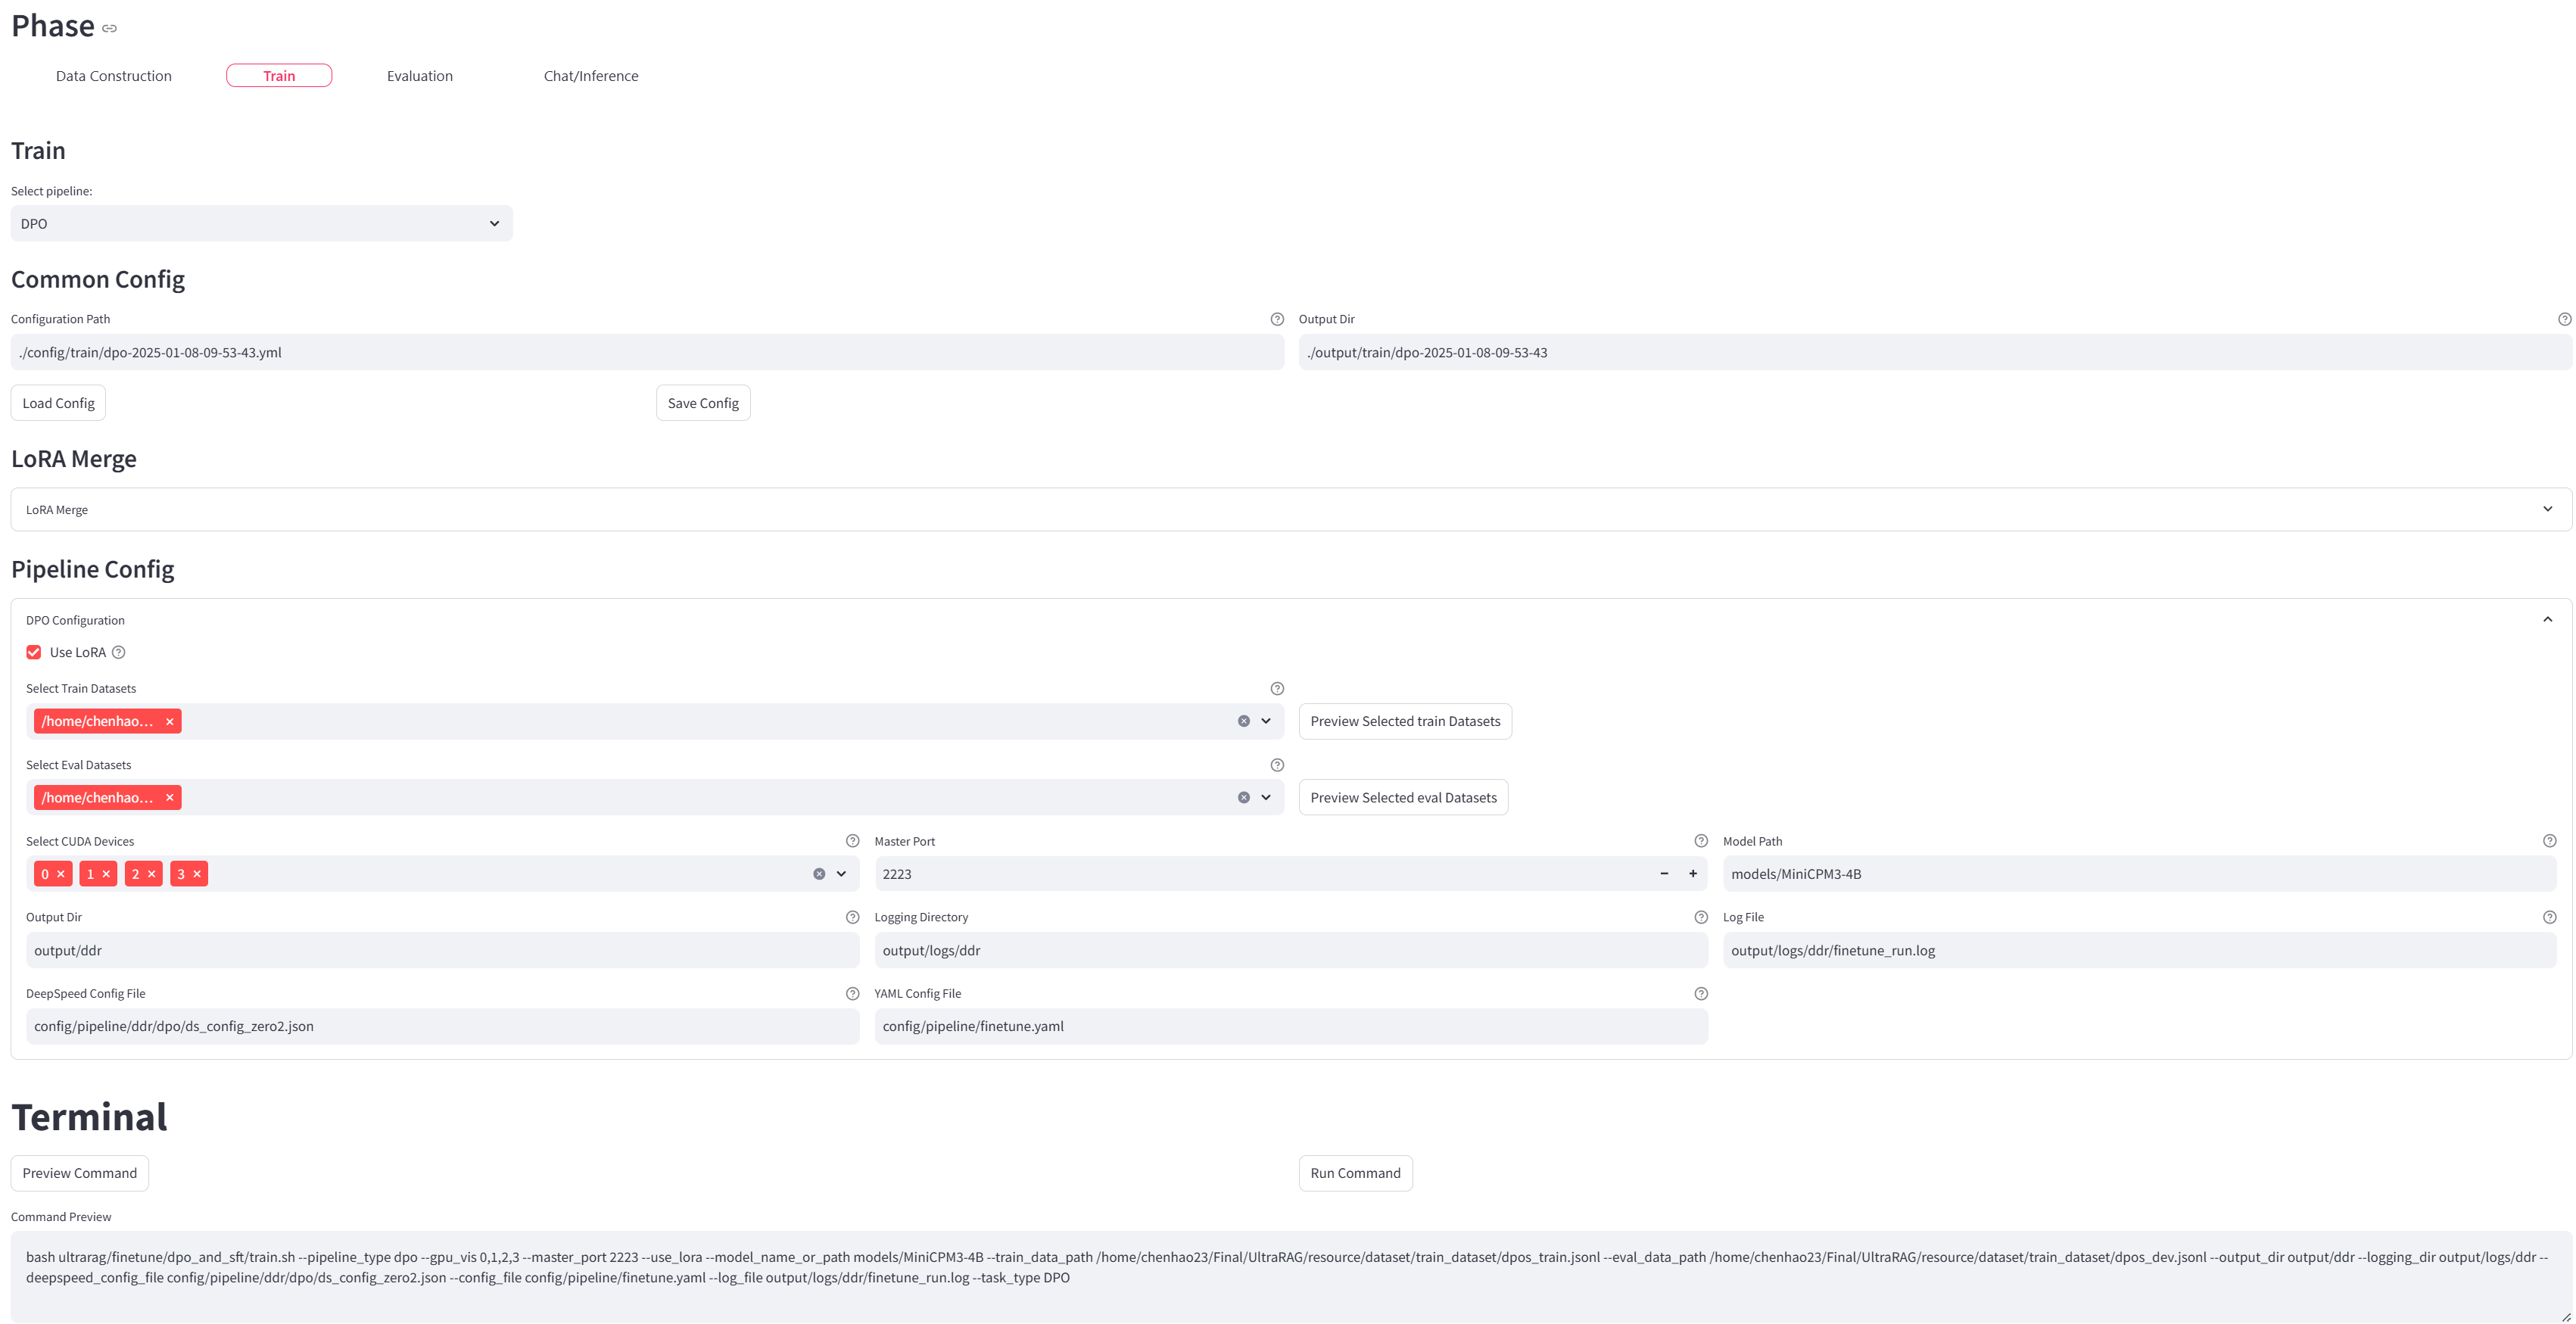 Phase
Data Construction Train Evaluation Chat/Inference
Train
Select pipeline:
DPO
Common Config
Configuration Path Output Dir
./config/train/dpo-2025-01-08-09-53-43.yml ./output/train/dpo-2025-01-08-09-53-43
Load Config Save Config
LoRA Merge
LoRA Merge
Pipeline Config
DPO Configuration
Use LoRA
Select Train Datasets
/home/chenhao... × Preview Selected train Datasets
Select Eval Datasets
/home/chenhao... × Preview Selected eval Datasets
Select CUDA Devices Master Port Model Path
0 × 1 × 2 × 3 × 2223 − + models/MiniCPM3-4B
Output Dir Logging Directory Log File
output/ddr output/logs/ddr output/logs/ddr/finetune_run.log
DeepSpeed Config File YAML Config File
config/pipeline/ddr/dpo/ds_config_zero2.json config/pipeline/finetune.yaml
Terminal
Preview Command Run Command
Command Preview
bash ultrarag/finetune/dpo_and_sft/train.sh --pipeline_type dpo --gpu_vis 0,1,2,3 --master_port 2223 --use_lora --model_name_or_path models/MiniCPM3-4B --train_data_path /home/chenhao23/Final/UltraRAG/resource/dataset/train_dataset/dpos_train.jsonl --eval_data_path /home/chenhao23/Final/UltraRAG/resource/dataset/train_dataset/dpos_dev.jsonl --output_dir output/ddr --logging_dir output/logs/ddr --
deepspeed_config_file config/pipeline/ddr/dpo/ds_config_zero2.json --config_file config/pipeline/finetune.yaml --log_file output/logs/ddr/finetune_run.log --task_type DPO